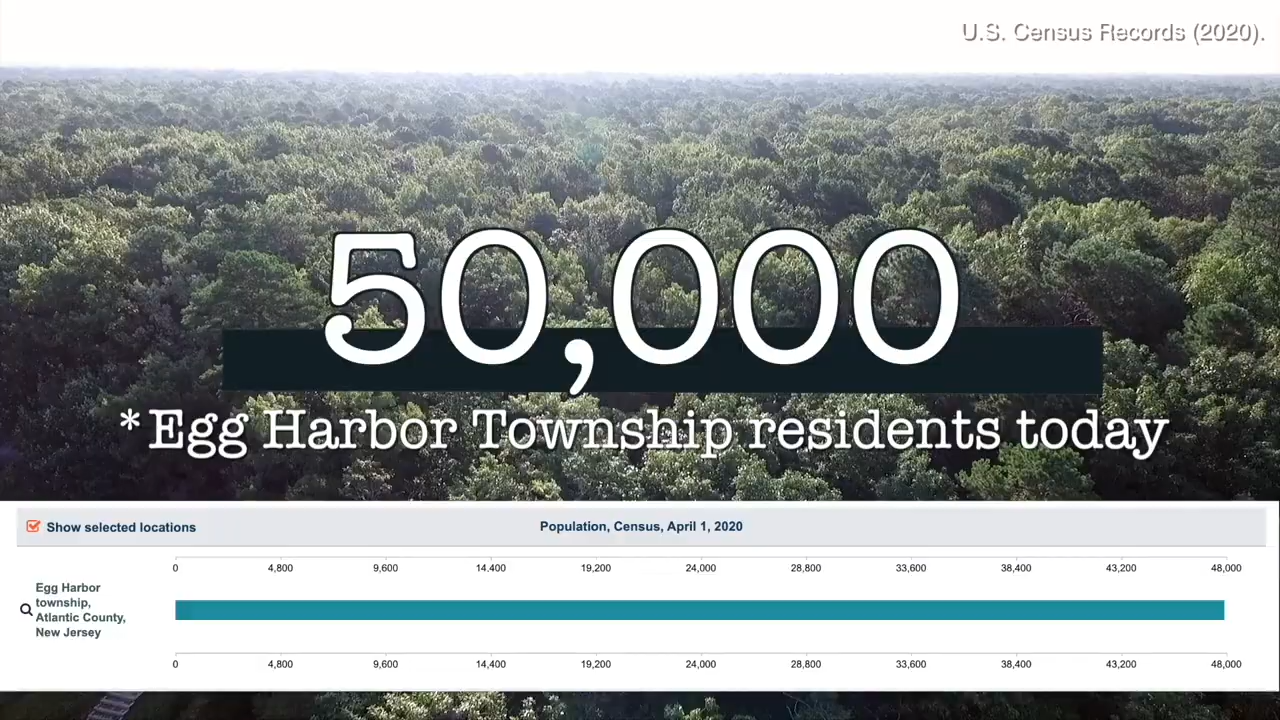 U.S. Census Records (2020).
50,000
*Egg Harbor Township residents today
Show selected locations
Population, Census, April 1, 2020
0 4,800 9,600 14,400 19,200 24,000 28,800 33,600 38,400 43,200 48,000
Egg Harbor
township,
Atlantic County,
New Jersey
0 4,800 9,600 14,400 19,200 24,000 28,800 33,600 38,400 43,200 48,000